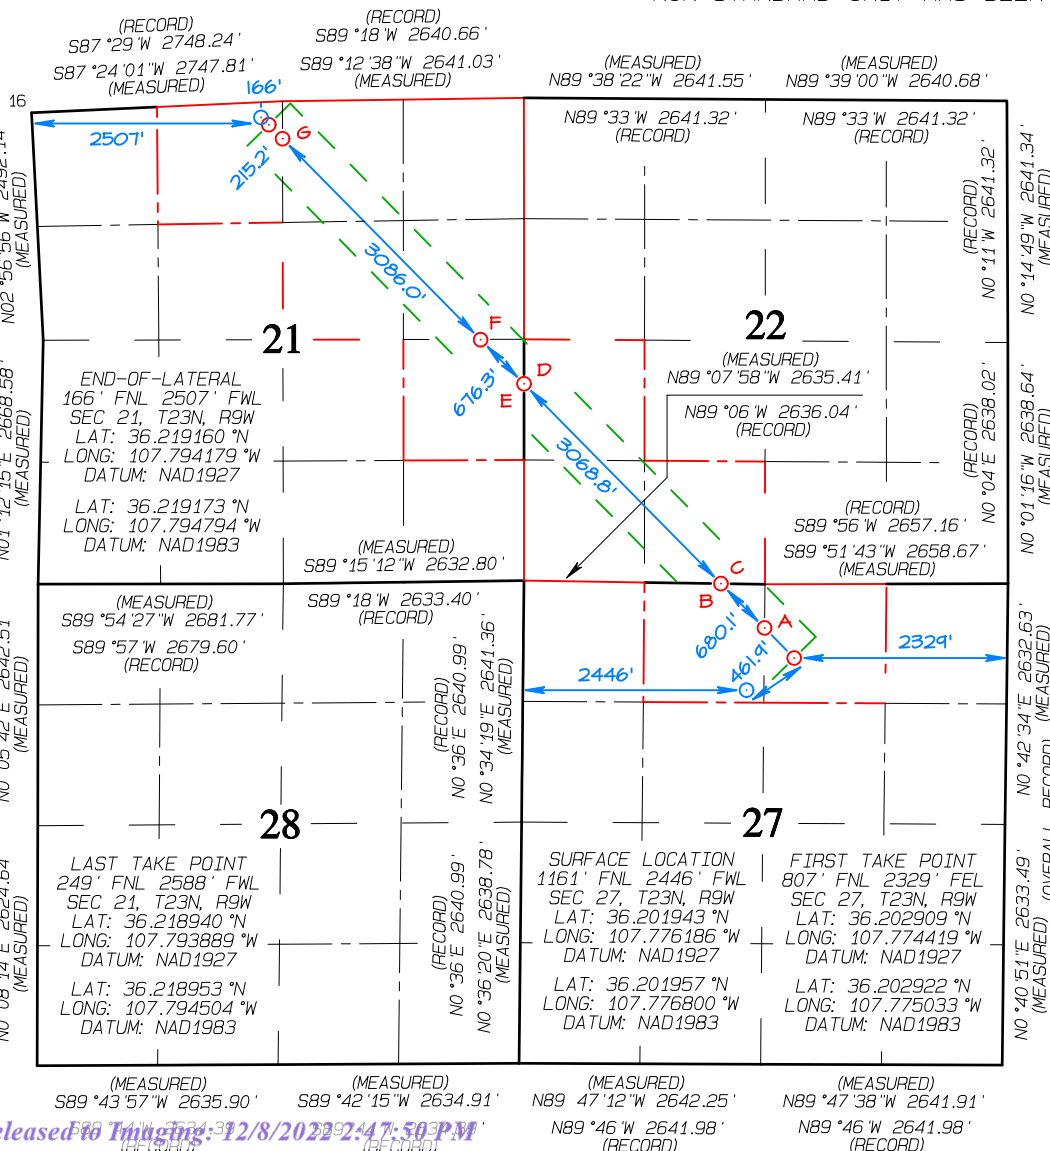 (RECORD)
S87°29'W 2748.24'
S87°24'01"W 2747.81'
(MEASURED)
(RECORD)
S89°18'W 2640.66'
S89°12'38"W 2641.03'
(MEASURED)
(MEASURED)
N89°38'22"W 2641.55'
N89°33'W 2641.32'
(RECORD)
(MEASURED)
N89°39'00"W 2640.68'
N89°33'W 2641.32'
(RECORD)
16
166'
2507'
G
215.2'
3086.0'
F
676.3'
D
E
3068.8'
C
B
680.1'
A
461.9'
2446'
2329'
21
22
28
27
(MEASURED)
N0°11'W 2641.32'
(RECORD)
N0°14'49"W 2641.34'
(MEASURED)
N0°04'E 2638.02'
(RECORD)
N0°01'16"W 2638.64'
(MEASURED)
(MEASURED)
END-OF-LATERAL
166' FNL 2507' FWL
SEC 21, T23N, R9W
LAT: 36.219160°N
LONG: 107.794179°W
DATUM: NAD1927
LAT: 36.219173°N
LONG: 107.794794°W
DATUM: NAD1983
(MEASURED)
N89°07'58"W 2635.41'
N89°06'W 2636.04'
(RECORD)
(RECORD)
S89°56'W 2657.16'
S89°51'43"W 2658.67'
(MEASURED)
(MEASURED)
S89°15'12"W 2632.80'
S89°18'W 2633.40'
(RECORD)
(MEASURED)
S89°54'27"W 2681.77'
S89°57'W 2679.60'
(RECORD)
(MEASURED)
(RECORD)
N0°36'E 2640.99'
N0°34'19"E 2641.36'
(MEASURED)
N0°42'34"E 2632.63'
(MEASURED)
(RECORD)
N0°36'E 2640.99'
N0°36'20"E 2638.78'
(MEASURED)
(MEASURED)
N0°40'51"E 2633.49'
(MEASURED)
(OVERALL RECORD)
LAST TAKE POINT
249' FNL 2588' FWL
SEC 21, T23N, R9W
LAT: 36.218940°N
LONG: 107.793889°W
DATUM: NAD1927
LAT: 36.218953°N
LONG: 107.794504°W
DATUM: NAD1983
SURFACE LOCATION
1161' FNL 2446' FWL
SEC 27, T23N, R9W
LAT: 36.201943°N
LONG: 107.776186°W
DATUM: NAD1927
LAT: 36.201957°N
LONG: 107.776800°W
DATUM: NAD1983
FIRST TAKE POINT
807' FNL 2329' FEL
SEC 27, T23N, R9W
LAT: 36.202909°N
LONG: 107.774419°W
DATUM: NAD1927
LAT: 36.202922°N
LONG: 107.775033°W
DATUM: NAD1983
(MEASURED)
S89°43'57"W 2635.90'
(MEASURED)
S89°42'15"W 2634.91'
(MEASURED)
N89 47'12"W 2642.25'
N89°46'W 2641.98'
(RECORD)
(MEASURED)
N89°47'38"W 2641.91'
N89°46'W 2641.98'
(RECORD)
eleased to Imaging: 12/8/2022 2:47:50 PM
(RECORD)
(RECORD)